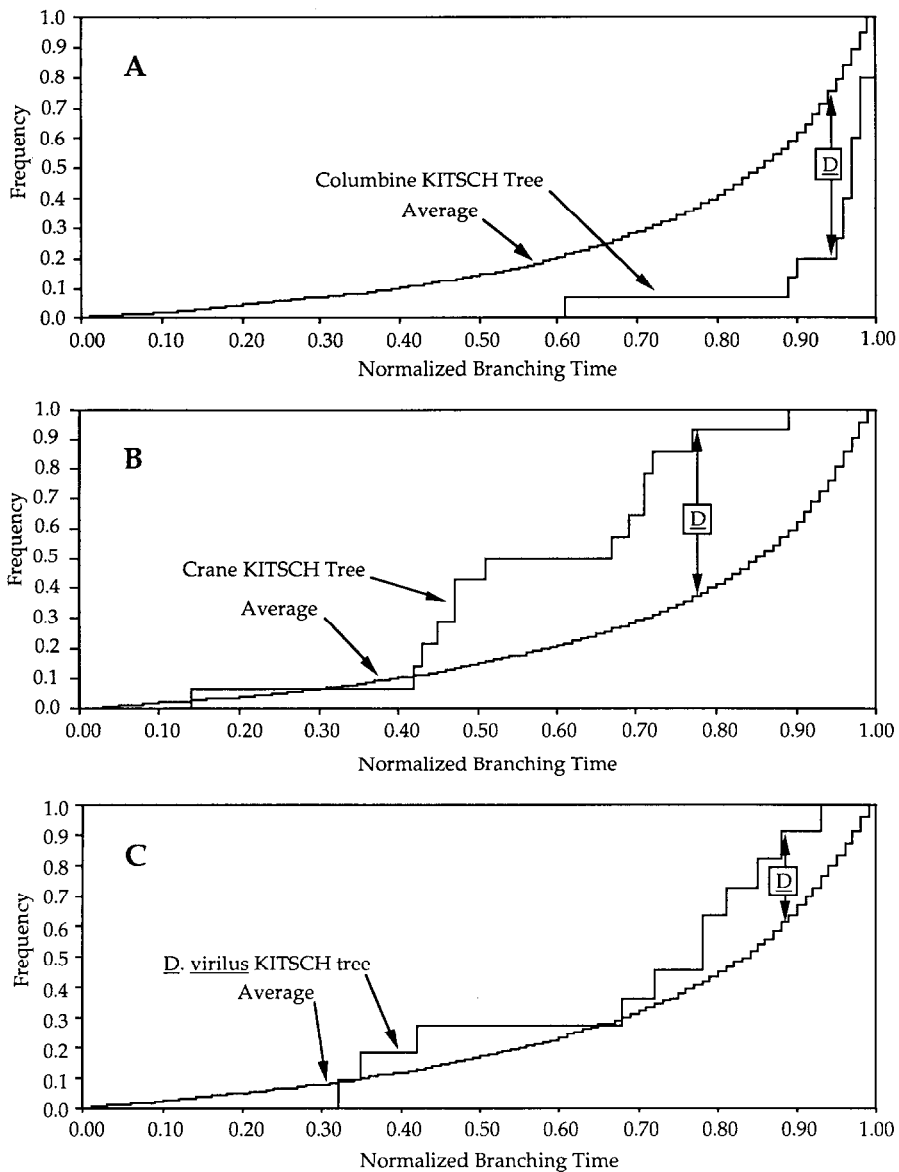 1.0
0.9
0.8
0.7
0.6
0.5
0.4
0.3
0.2
0.1
0.0
Frequency
A
Columbine KITSCH Tree
Average
D
0.00 0.10 0.20 0.30 0.40 0.50 0.60 0.70 0.80 0.90 1.00
Normalized Branching Time
1.0
0.9
0.8
0.7
0.6
0.5
0.4
0.3
0.2
0.1
0.0
Frequency
B
Crane KITSCH Tree
Average
D
0.00 0.10 0.20 0.30 0.40 0.50 0.60 0.70 0.80 0.90 1.00
Normalized Branching Time
1.0
0.9
0.8
0.7
0.6
0.5
0.4
0.3
0.2
0.1
0.0
Frequency
C
D. virilus KITSCH tree
Average
D
0.00 0.10 0.20 0.30 0.40 0.50 0.60 0.70 0.80 0.90 1.00
Normalized Branching Time